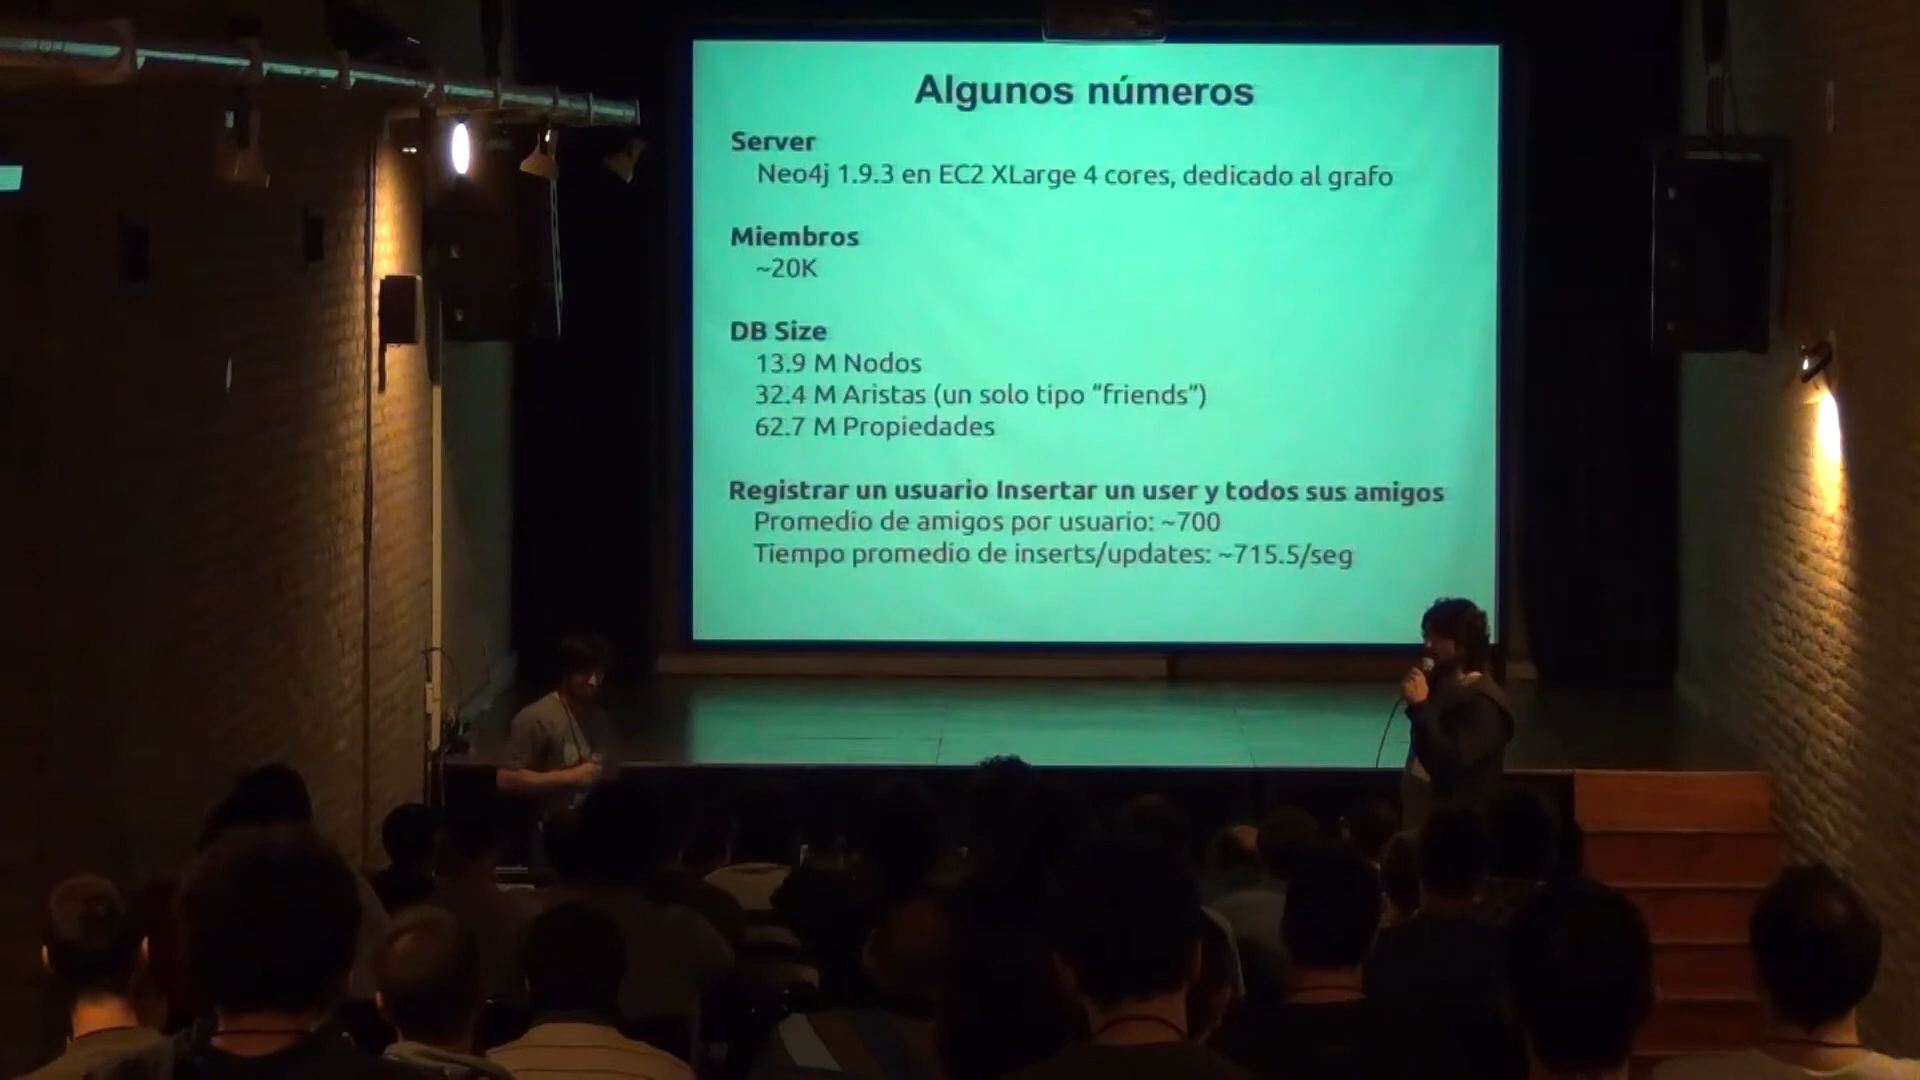 Algunos números
Server
Neo4j 1.9.3 en EC2 XLarge 4 cores, dedicado al grafo
Miembros
~20K
DB Size
13.9 M Nodos
32.4 M Aristas (un solo tipo “friends”)
62.7 M Propiedades
Registrar un usuario Insertar un user y todos sus amigos
Promedio de amigos por usuario: ~700
Tiempo promedio de inserts/updates: ~715.5/seg